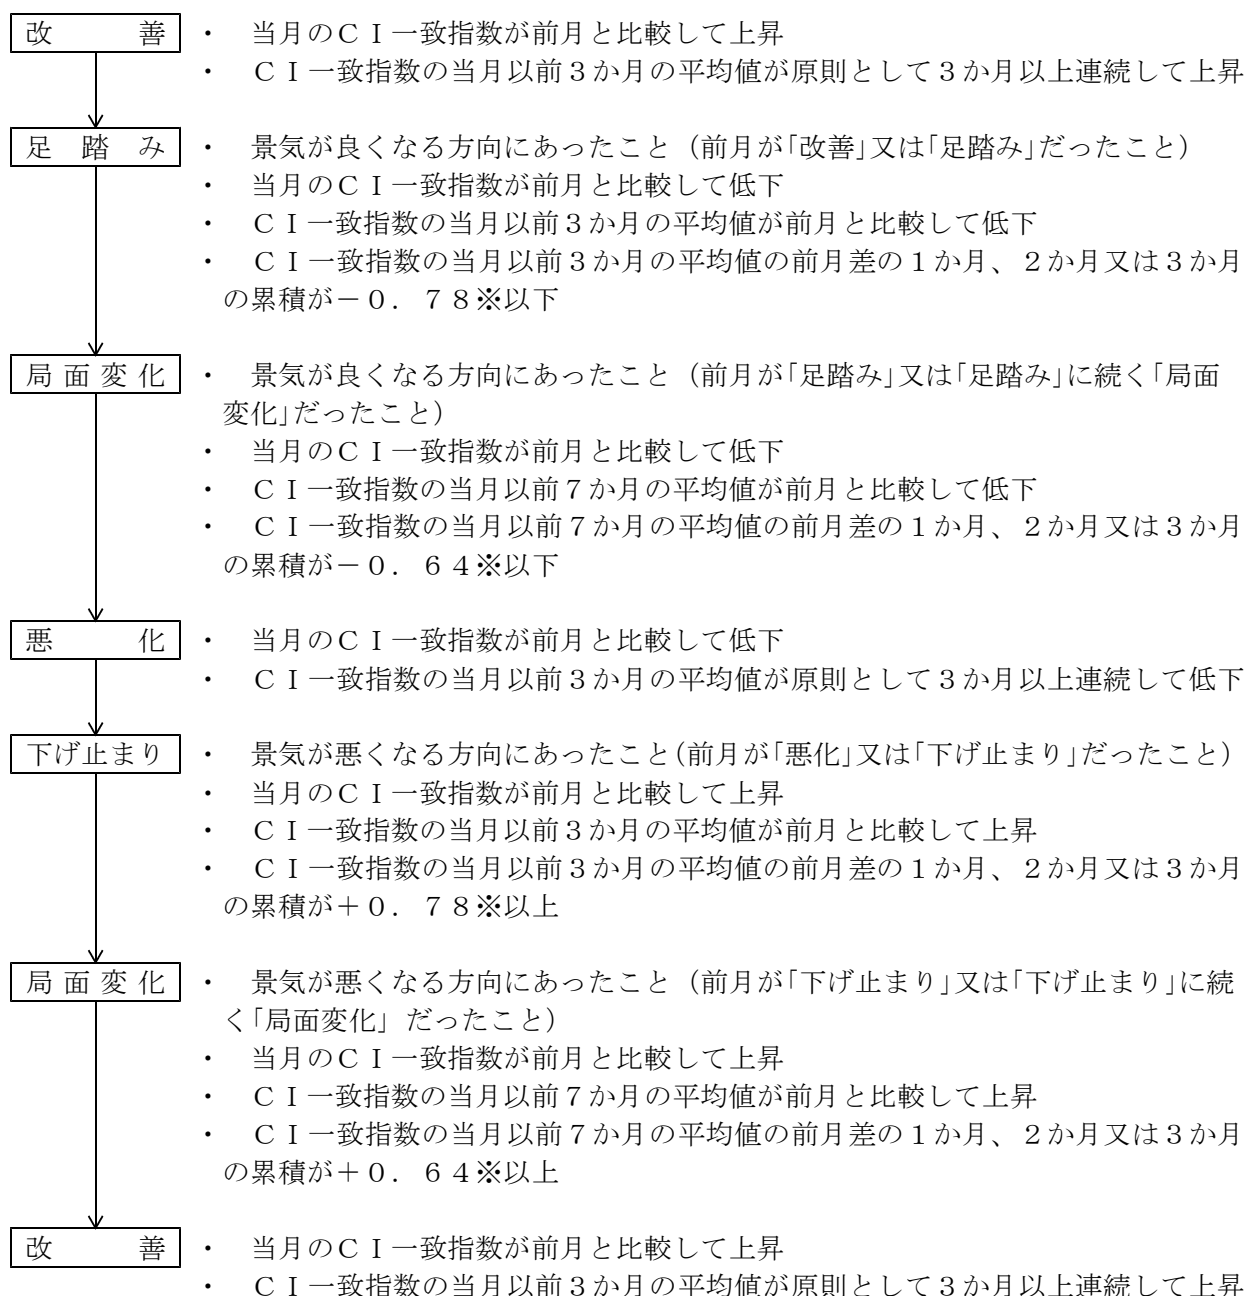 改　　善 ・　当月のＣＩ一致指数が前月と比較して上昇
・　ＣＩ一致指数の当月以前３か月の平均値が原則として３か月以上連続して上昇
足　踏　み ・　景気が良くなる方向にあったこと（前月が｢改善｣又は｢足踏み｣だったこと）
・　当月のＣＩ一致指数が前月と比較して低下
・　ＣＩ一致指数の当月以前３か月の平均値が前月と比較して低下
・　ＣＩ一致指数の当月以前３か月の平均値の前月差の１か月、２か月又は３か月
の累積が－０．７８※以下
局面変化 ・　景気が良くなる方向にあったこと（前月が｢足踏み｣又は｢足踏み｣に続く｢局面
変化｣だったこと）
・　当月のＣＩ一致指数が前月と比較して低下
・　ＣＩ一致指数の当月以前７か月の平均値が前月と比較して低下
・　ＣＩ一致指数の当月以前７か月の平均値の前月差の１か月、２か月又は３か月
の累積が－０．６４※以下
悪　　化 ・　当月のＣＩ一致指数が前月と比較して低下
・　ＣＩ一致指数の当月以前３か月の平均値が原則として３か月以上連続して低下
下げ止まり ・　景気が悪くなる方向にあったこと(前月が｢悪化｣又は｢下げ止まり｣だったこと)
・　当月のＣＩ一致指数が前月と比較して上昇
・　ＣＩ一致指数の当月以前３か月の平均値が前月と比較して上昇
・　ＣＩ一致指数の当月以前３か月の平均値の前月差の１か月、２か月又は３か月
の累積が＋０．７８※以上
局面変化 ・　景気が悪くなる方向にあったこと（前月が｢下げ止まり｣又は｢下げ止まり｣に続
く｢局面変化」だったこと）
・　当月のＣＩ一致指数が前月と比較して上昇
・　ＣＩ一致指数の当月以前７か月の平均値が前月と比較して上昇
・　ＣＩ一致指数の当月以前７か月の平均値の前月差の１か月、２か月又は３か月
の累積が＋０．６４※以上
改　　善 ・　当月のＣＩ一致指数が前月と比較して上昇
・　ＣＩ一致指数の当月以前３か月の平均値が原則として３か月以上連続して上昇